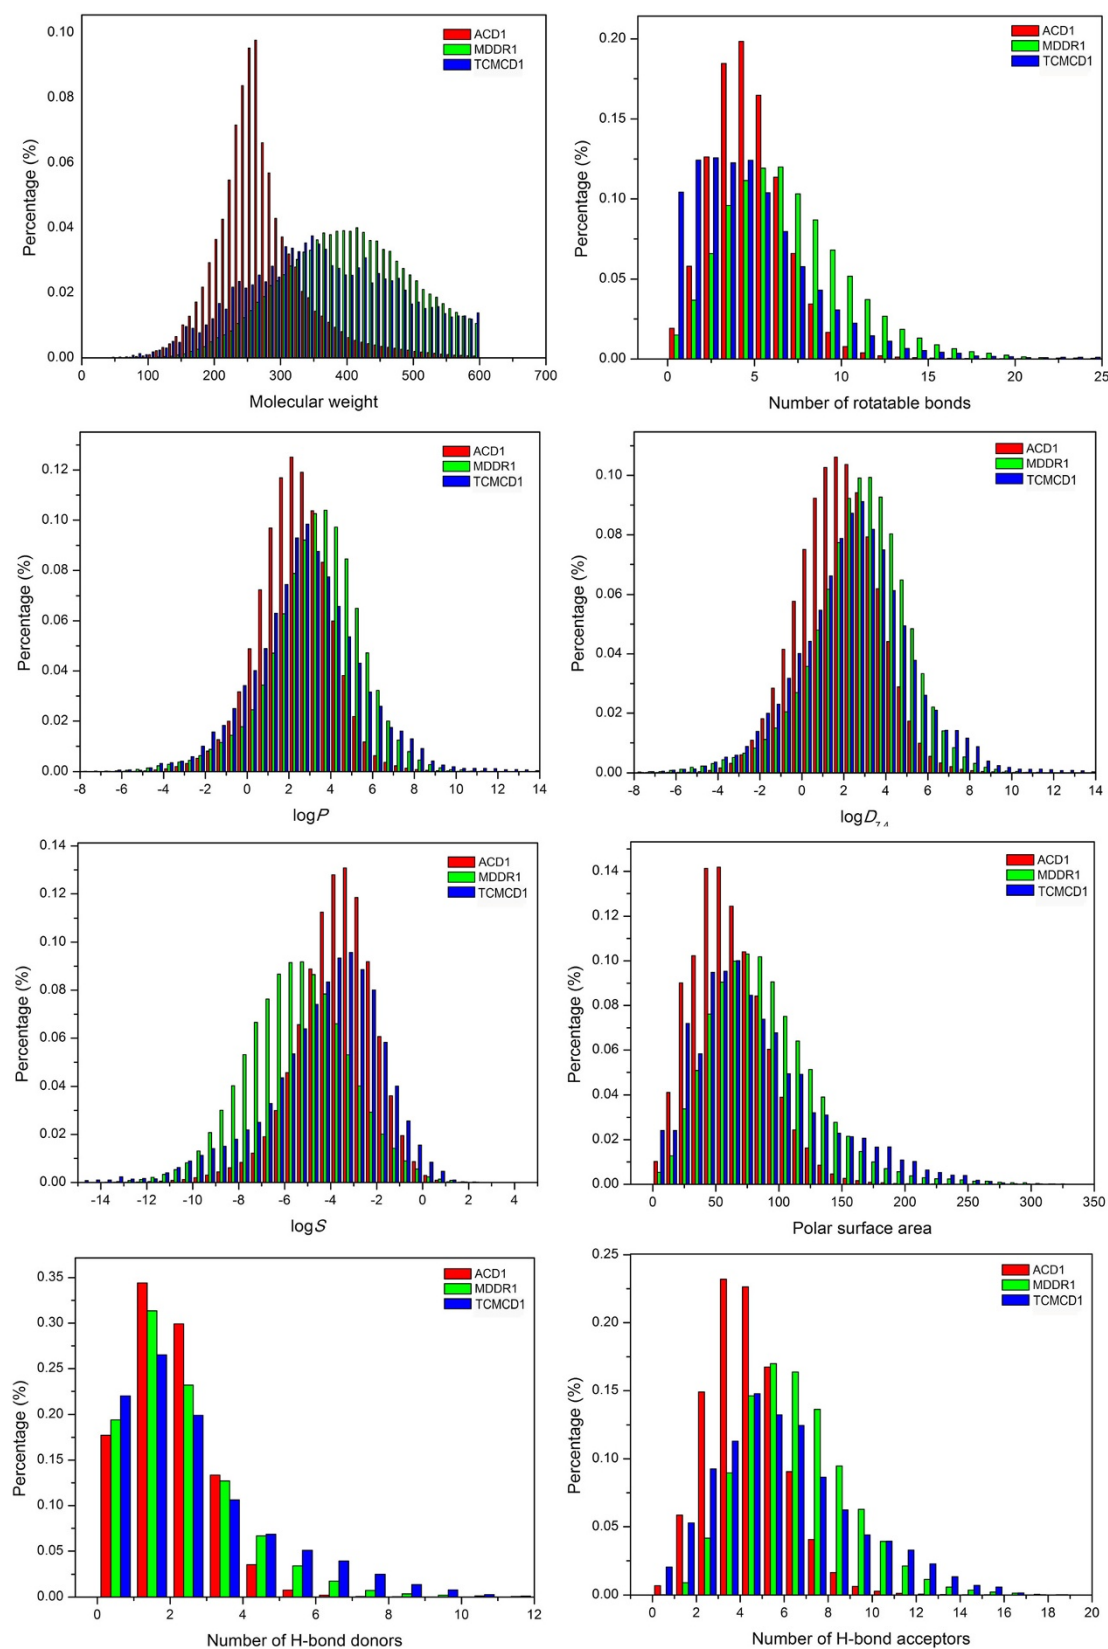 0.10
0.08
0.06
0.04
0.02
0.00
Percentage (%)
ACD1
MDDR1
TCMCD1
0 100 200 300 400 500 600 700
Molecular weight
0.20
0.15
0.10
0.05
0.00
Percentage (%)
ACD1
MDDR1
TCMCD1
0 5 10 15 20 25
Number of rotatable bonds
0.12
0.10
0.08
0.06
0.04
0.02
0.00
Percentage (%)
ACD1
MDDR1
TCMCD1
-8 -6 -4 -2 0 2 4 6 8 10 12 14
logP
0.10
0.08
0.06
0.04
0.02
0.00
Percentage (%)
ACD1
MDDR1
TCMCD1
-8 -6 -4 -2 0 2 4 6 8 10 12 14
logD
0.14
0.12
0.10
0.08
0.06
0.04
0.02
0.00
Percentage (%)
ACD1
MDDR1
TCMCD1
-14 -12 -10 -8 -6 -4 -2 0 2 4
logS
0.14
0.12
0.10
0.08
0.06
0.04
0.02
0.00
Percentage (%)
ACD1
MDDR1
TCMCD1
0 50 100 150 200 250 300 350
Polar surface area
0.35
0.30
0.25
0.20
0.15
0.10
0.05
0.00
Percentage (%)
ACD1
MDDR1
TCMCD1
0 2 4 6 8 10 12
Number of H-bond donors
0.25
0.20
0.15
0.10
0.05
0.00
Percentage (%)
ACD1
MDDR1
TCMCD1
0 2 4 6 8 10 12 14 16 18 20
Number of H-bond acceptors